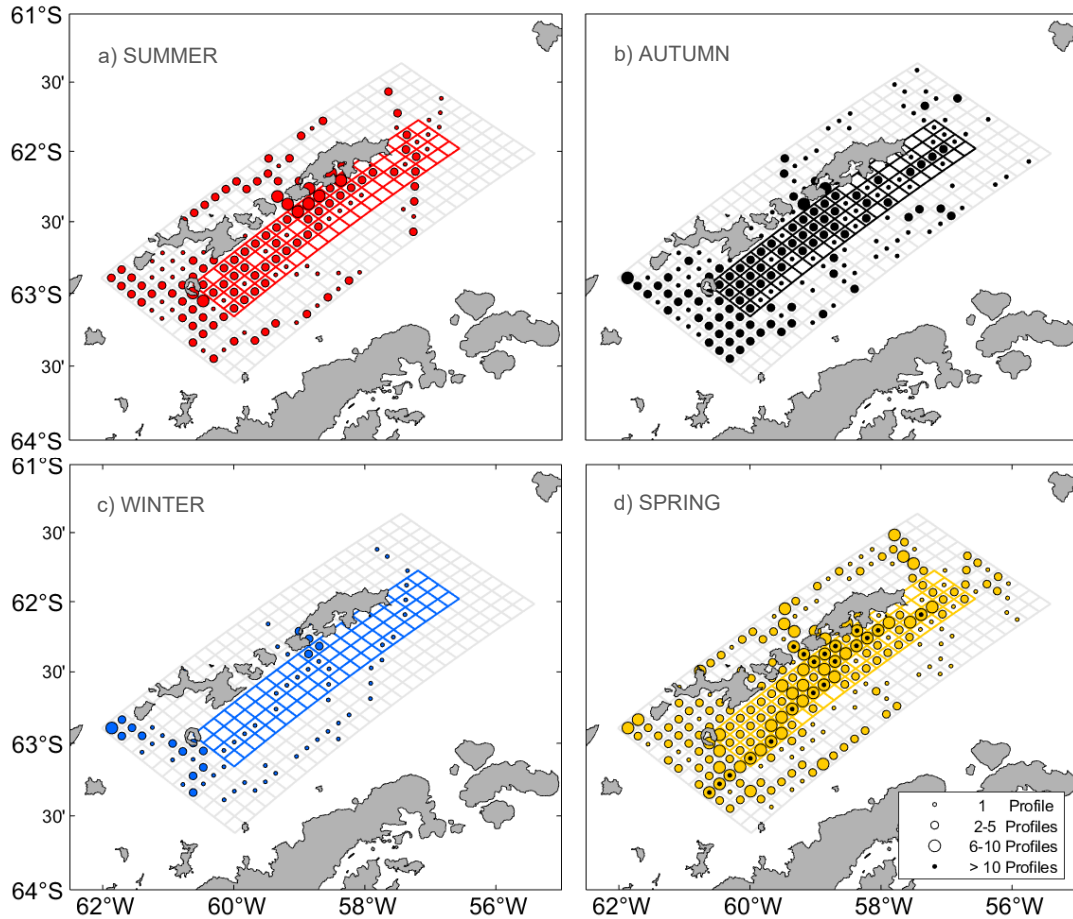 61°S
a) SUMMER
b) AUTUMN
30'
62°S
30'
63°S
30'
64°S
61°S
c) WINTER
d) SPRING
30'
62°S
30'
63°S
30'
64°S
1 Profile
2-5 Profiles
6-10 Profiles
> 10 Profiles
62°W 60°W 58°W 56°W 62°W 60°W 58°W 56°W